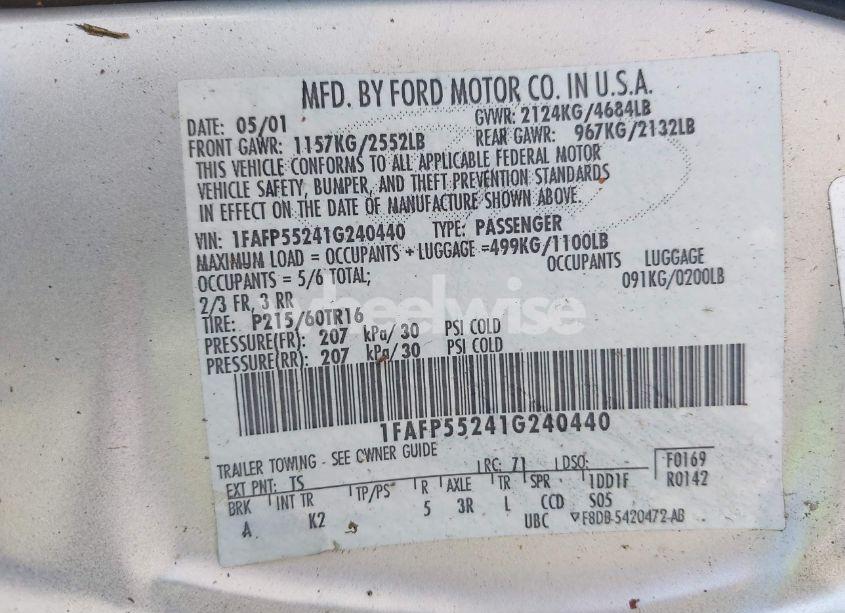 MFD. BY FORD MOTOR CO. IN U.S.A.
DATE: 05/01 GVWR: 2124KG/4684LB
FRONT GAWR: 1157KG/2552LB REAR GAWR: 967KG/2132LB
THIS VEHICLE CONFORMS TO ALL APPLICABLE FEDERAL MOTOR
VEHICLE SAFETY, BUMPER, AND THEFT PREVENTION STANDARDS
IN EFFECT ON THE DATE OF MANUFACTURE SHOWN ABOVE.
VIN: 1FAFP55241G240440 TYPE: PASSENGER
MAXIMUM LOAD = OCCUPANTS + LUGGAGE =499KG/1100LB
OCCUPANTS = 5/6 TOTAL; OCCUPANTS LUGGAGE
2/3 FR, 3 RR 091KG/0200LB
TIRE: P215/60TR16
PRESSURE(FR): 207 kPa/30 PSI COLD
PRESSURE(RR): 207 kPa/30 PSI COLD
1FAFP55241G240440
TRAILER TOWING - SEE OWNER GUIDE
EXT PNT: TS RC: 71 DSO: F0169
BRK INT TR TP/PS R AXLE TR SPR 1DD1F R0142
A K2 5 3R L CCD S05
UBC F8DB-5420472-AB
wheelwise